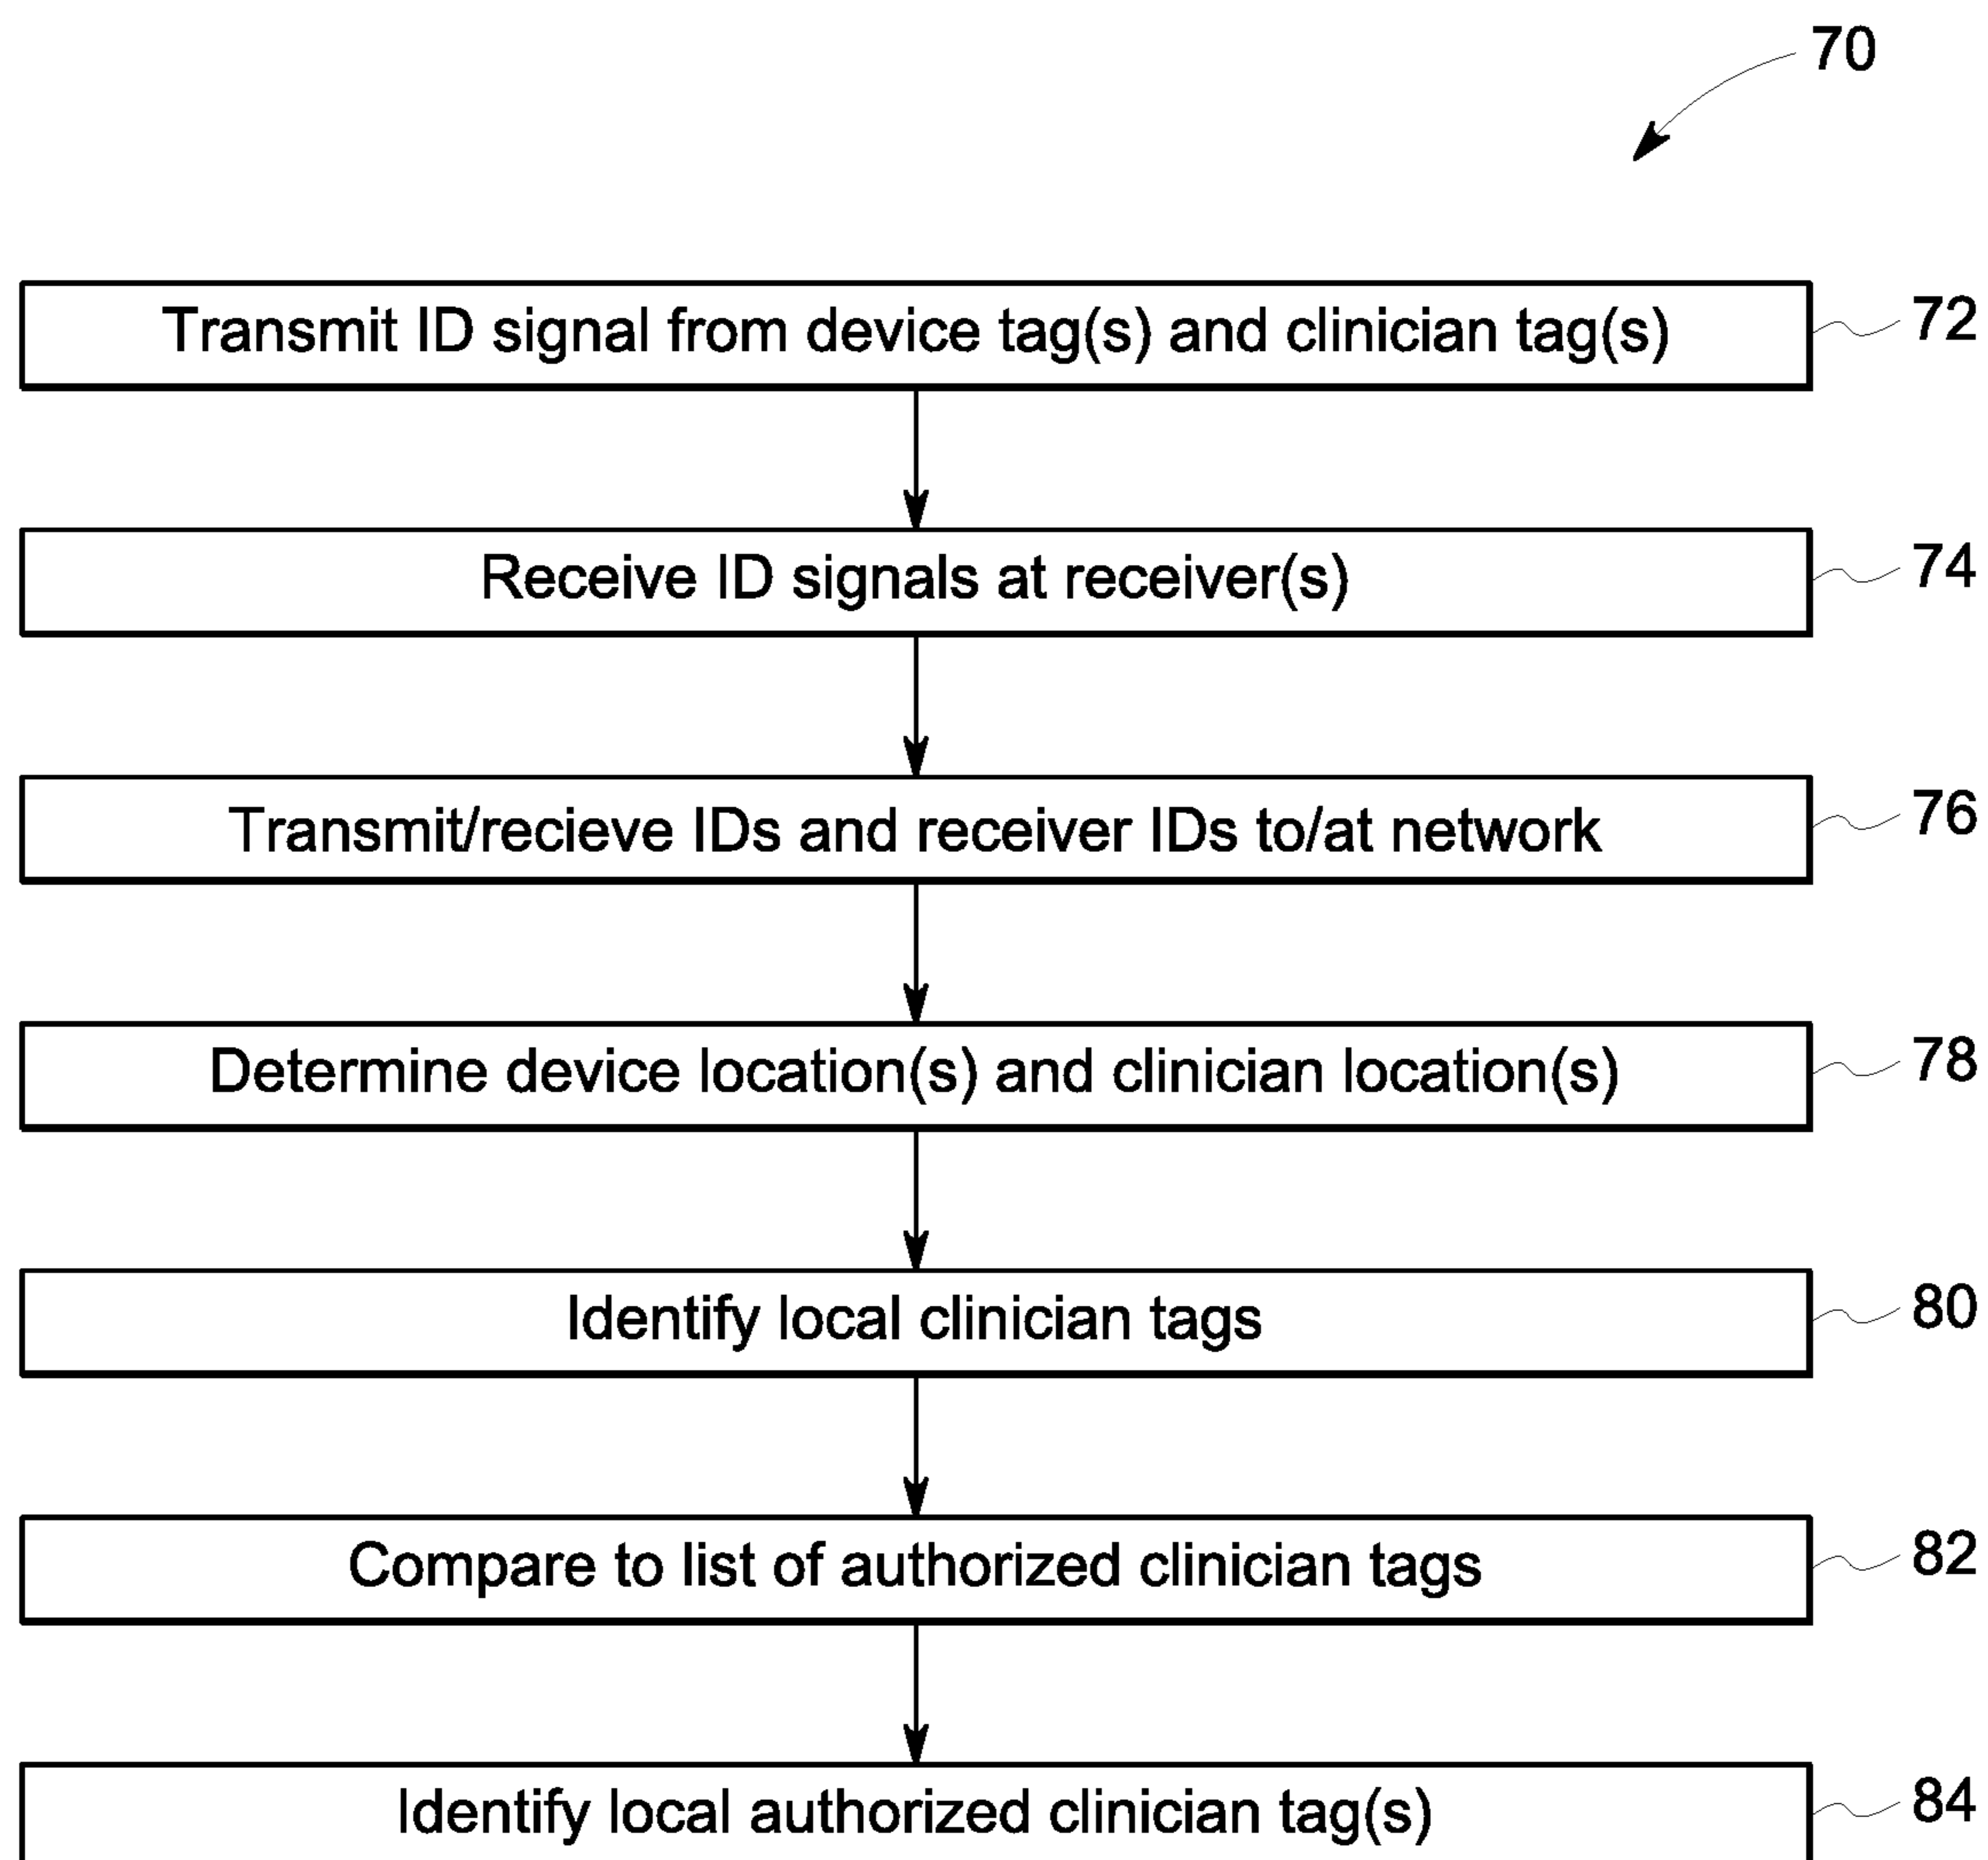 70
Transmit ID signal from device tag(s) and clinician tag(s) 72
Receive ID signals at receiver(s) 74
Transmit/recieve IDs and receiver IDs to/at network 76
Determine device location(s) and clinician location(s) 78
Identify local clinician tags 80
Compare to list of authorized clinician tags 82
Identify local authorized clinician tag(s) 84